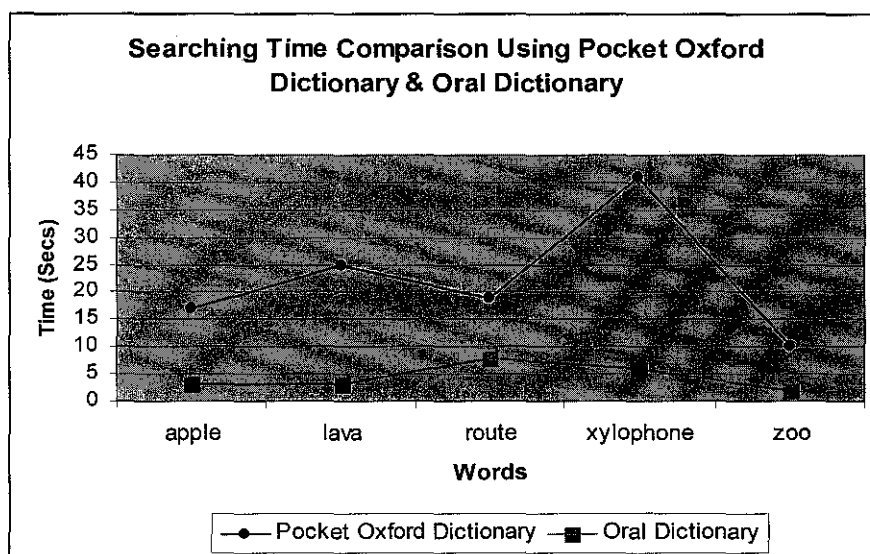 Searching Time Comparison Using Pocket Oxford
Dictionary & Oral Dictionary
45
40
35
30
25
20
15
10
5
0
Time (Secs)
apple lava route xylophone zoo
Words
Pocket Oxford Dictionary Oral Dictionary